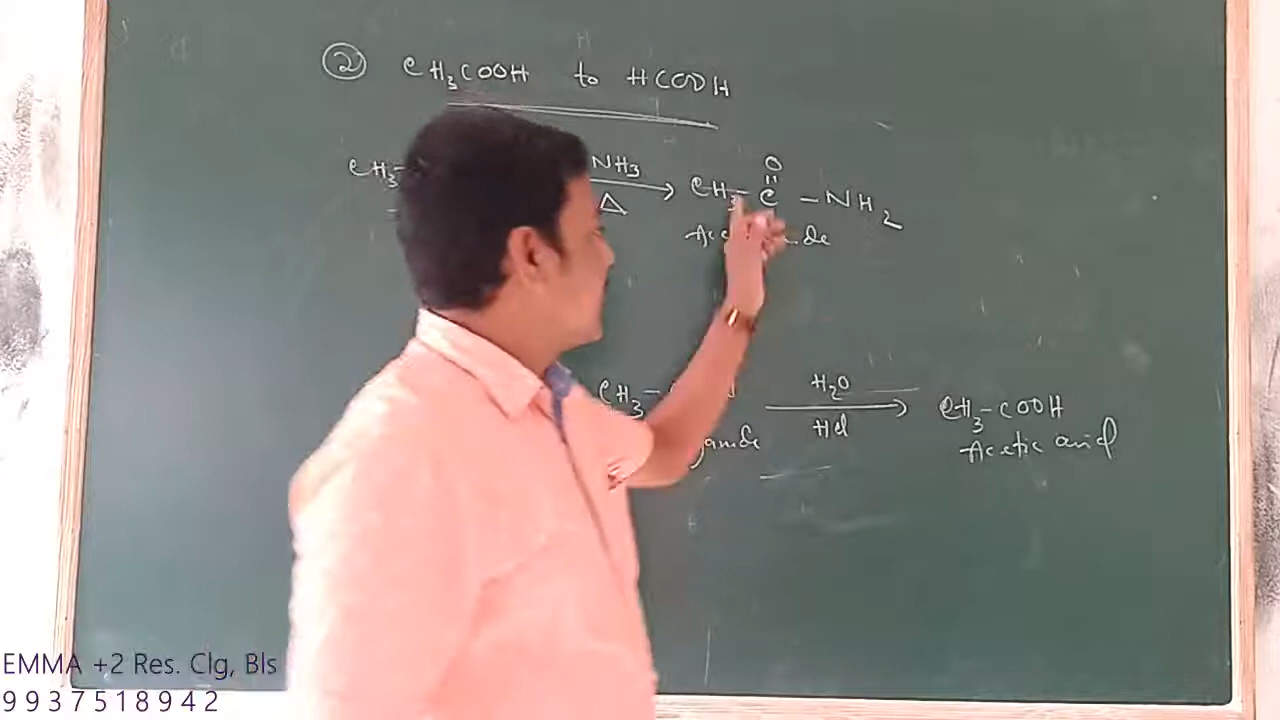 ② CH₃COOH to HCOOH
CH₃- NH₃ → CH₃-C-NH₂
Δ O
CH₃- H₂O → CH₃-COOH
HCl Acetic acid
EMMA +2 Res. Clg, Bls
9 9 3 7 5 1 8 9 4 2